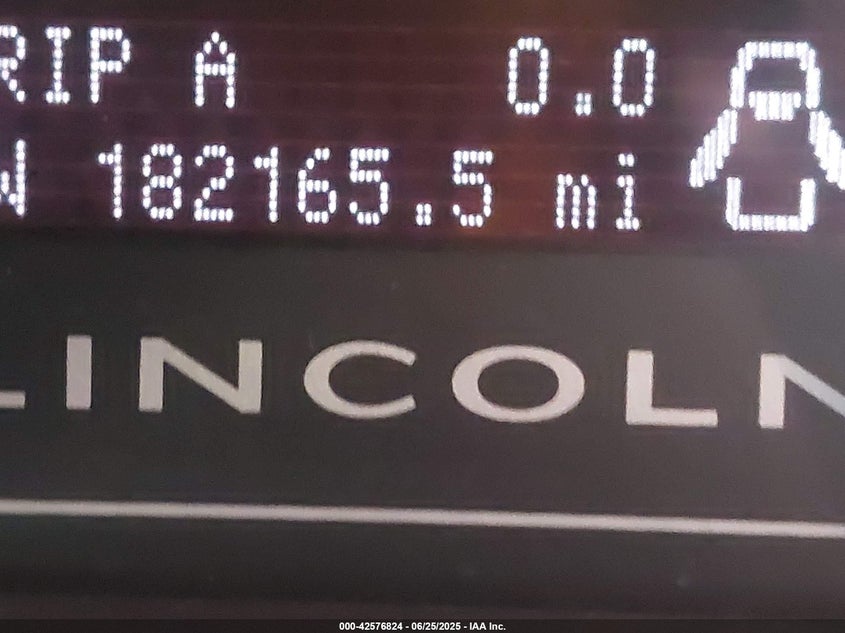 RIP A 0.0
W 182165.5 mi
LINCOLN
000-42576824 - 06/25/2025 - IAA Inc.